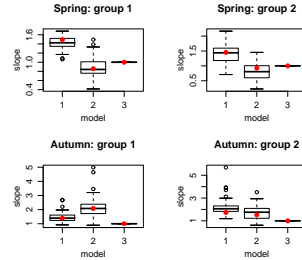 Spring: group 1
slope
0.4 1.0 1.6
1 2 3
model
Spring: group 2
slope
0.5 1.5
1 2 3
model
Autumn: group 1
slope
1 2 3 4 5
1 2 3
model
Autumn: group 2
slope
1 3 5
1 2 3
model